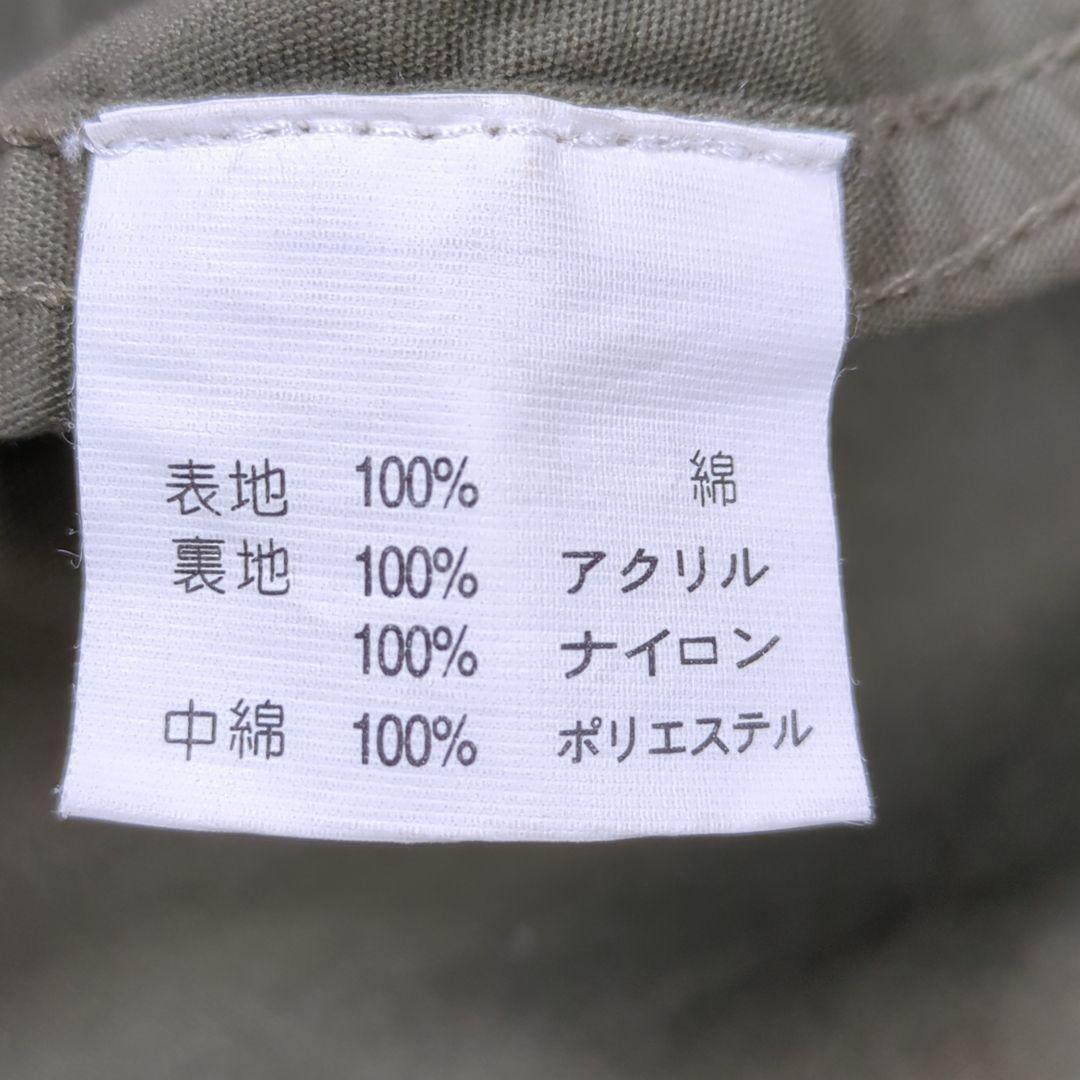 表地 100% 綿
裏地 100% アクリル
100% ナイロン
中綿 100% ポリエステル